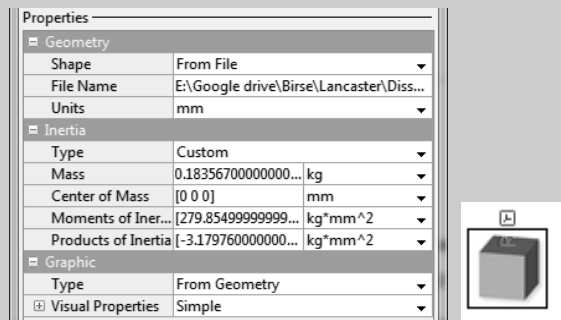 Properties
Geometry
Shape From File
File Name E:\Google drive\Birse\Lancaster\Diss...
Units mm
Inertia
Type Custom
Mass 0.18356700000000... kg
Center of Mass [0 0 0] mm
Moments of Iner... [279.85499999999... kg*mm^2
Products of Inertia [-3.179760000000... kg*mm^2
Graphic
Type From Geometry
Visual Properties Simple